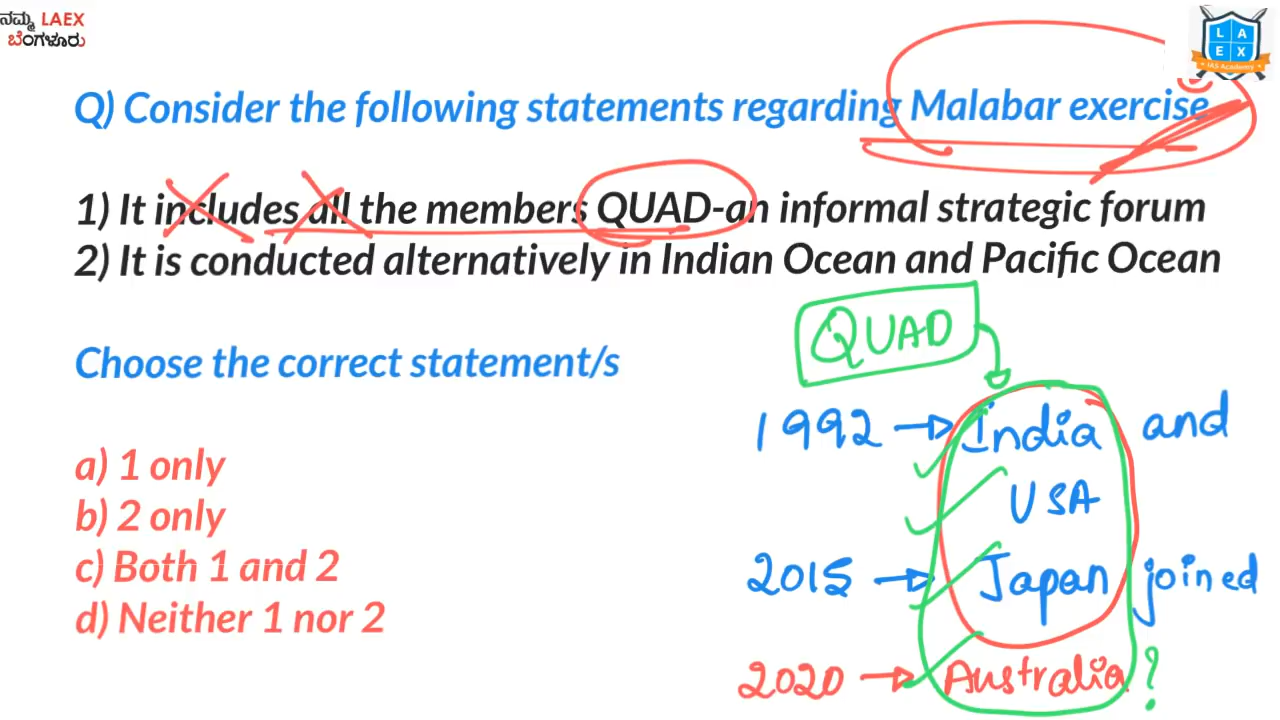 ನಮ್ಮ LAEX
ಬೆಂಗಳೂರು
L A
E X
IAS Academy
Q) Consider the following statements regarding Malabar exercise
1) It includes all the members QUAD-an informal strategic forum
2) It is conducted alternatively in Indian Ocean and Pacific Ocean
QUAD
Choose the correct statement/s
1992 → India and
USA
a) 1 only
b) 2 only
c) Both 1 and 2
d) Neither 1 nor 2
2015 → Japan joined
2020 → Australia ?